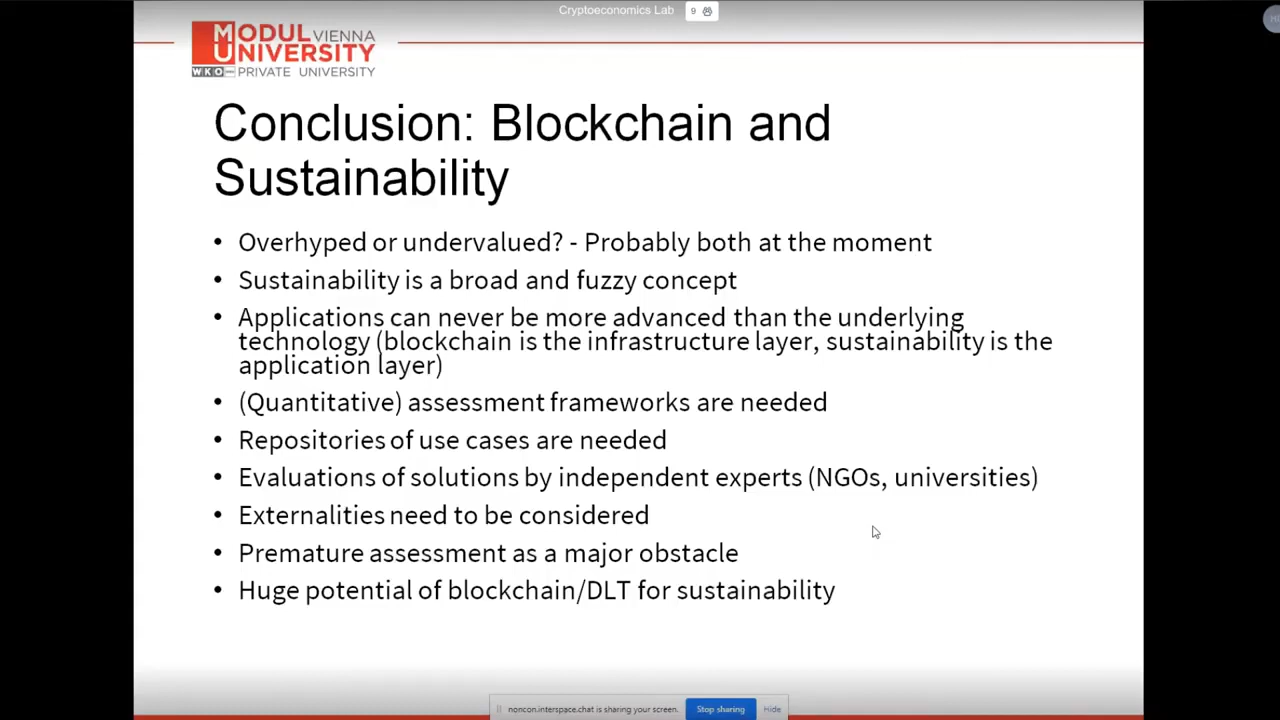 Cryptoeconomics Lab 9
MODUL VIENNA
UNIVERSITY
WKO PRIVATE UNIVERSITY
Conclusion: Blockchain and
Sustainability
• Overhyped or undervalued? - Probably both at the moment
• Sustainability is a broad and fuzzy concept
• Applications can never be more advanced than the underlying
technology (blockchain is the infrastructure layer, sustainability is the
application layer)
• (Quantitative) assessment frameworks are needed
• Repositories of use cases are needed
• Evaluations of solutions by independent experts (NGOs, universities)
• Externalities need to be considered
• Premature assessment as a major obstacle
• Huge potential of blockchain/DLT for sustainability
noncon.interspace.chat is sharing your screen. Stop sharing Hide